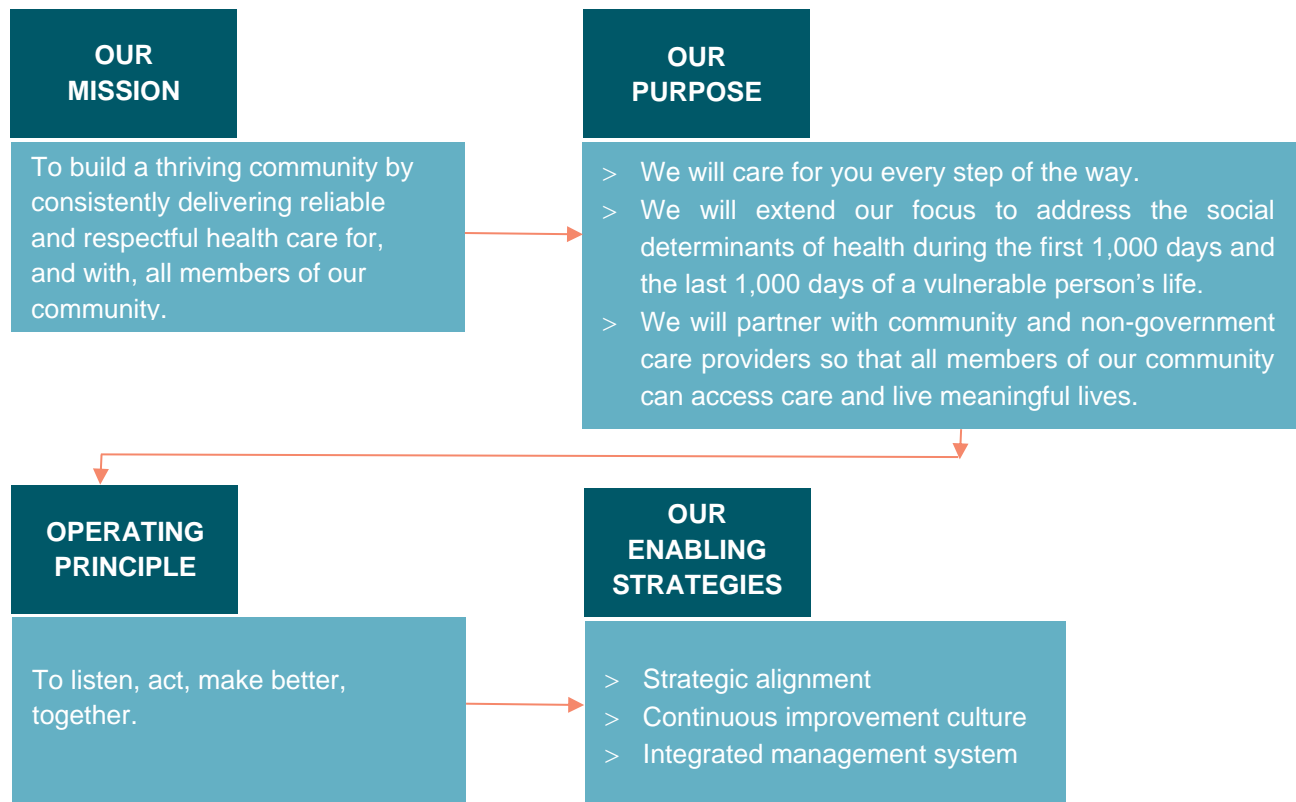 OUR
MISSION
To build a thriving community by
consistently delivering reliable
and respectful health care for,
and with, all members of our
community.
OUR
PURPOSE
> We will care for you every step of the way.
> We will extend our focus to address the social
determinants of health during the first 1,000 days and
the last 1,000 days of a vulnerable person’s life.
> We will partner with community and non-government
care providers so that all members of our community
can access care and live meaningful lives.
OPERATING
PRINCIPLE
To listen, act, make better,
together.
OUR
ENABLING
STRATEGIES
> Strategic alignment
> Continuous improvement culture
> Integrated management system